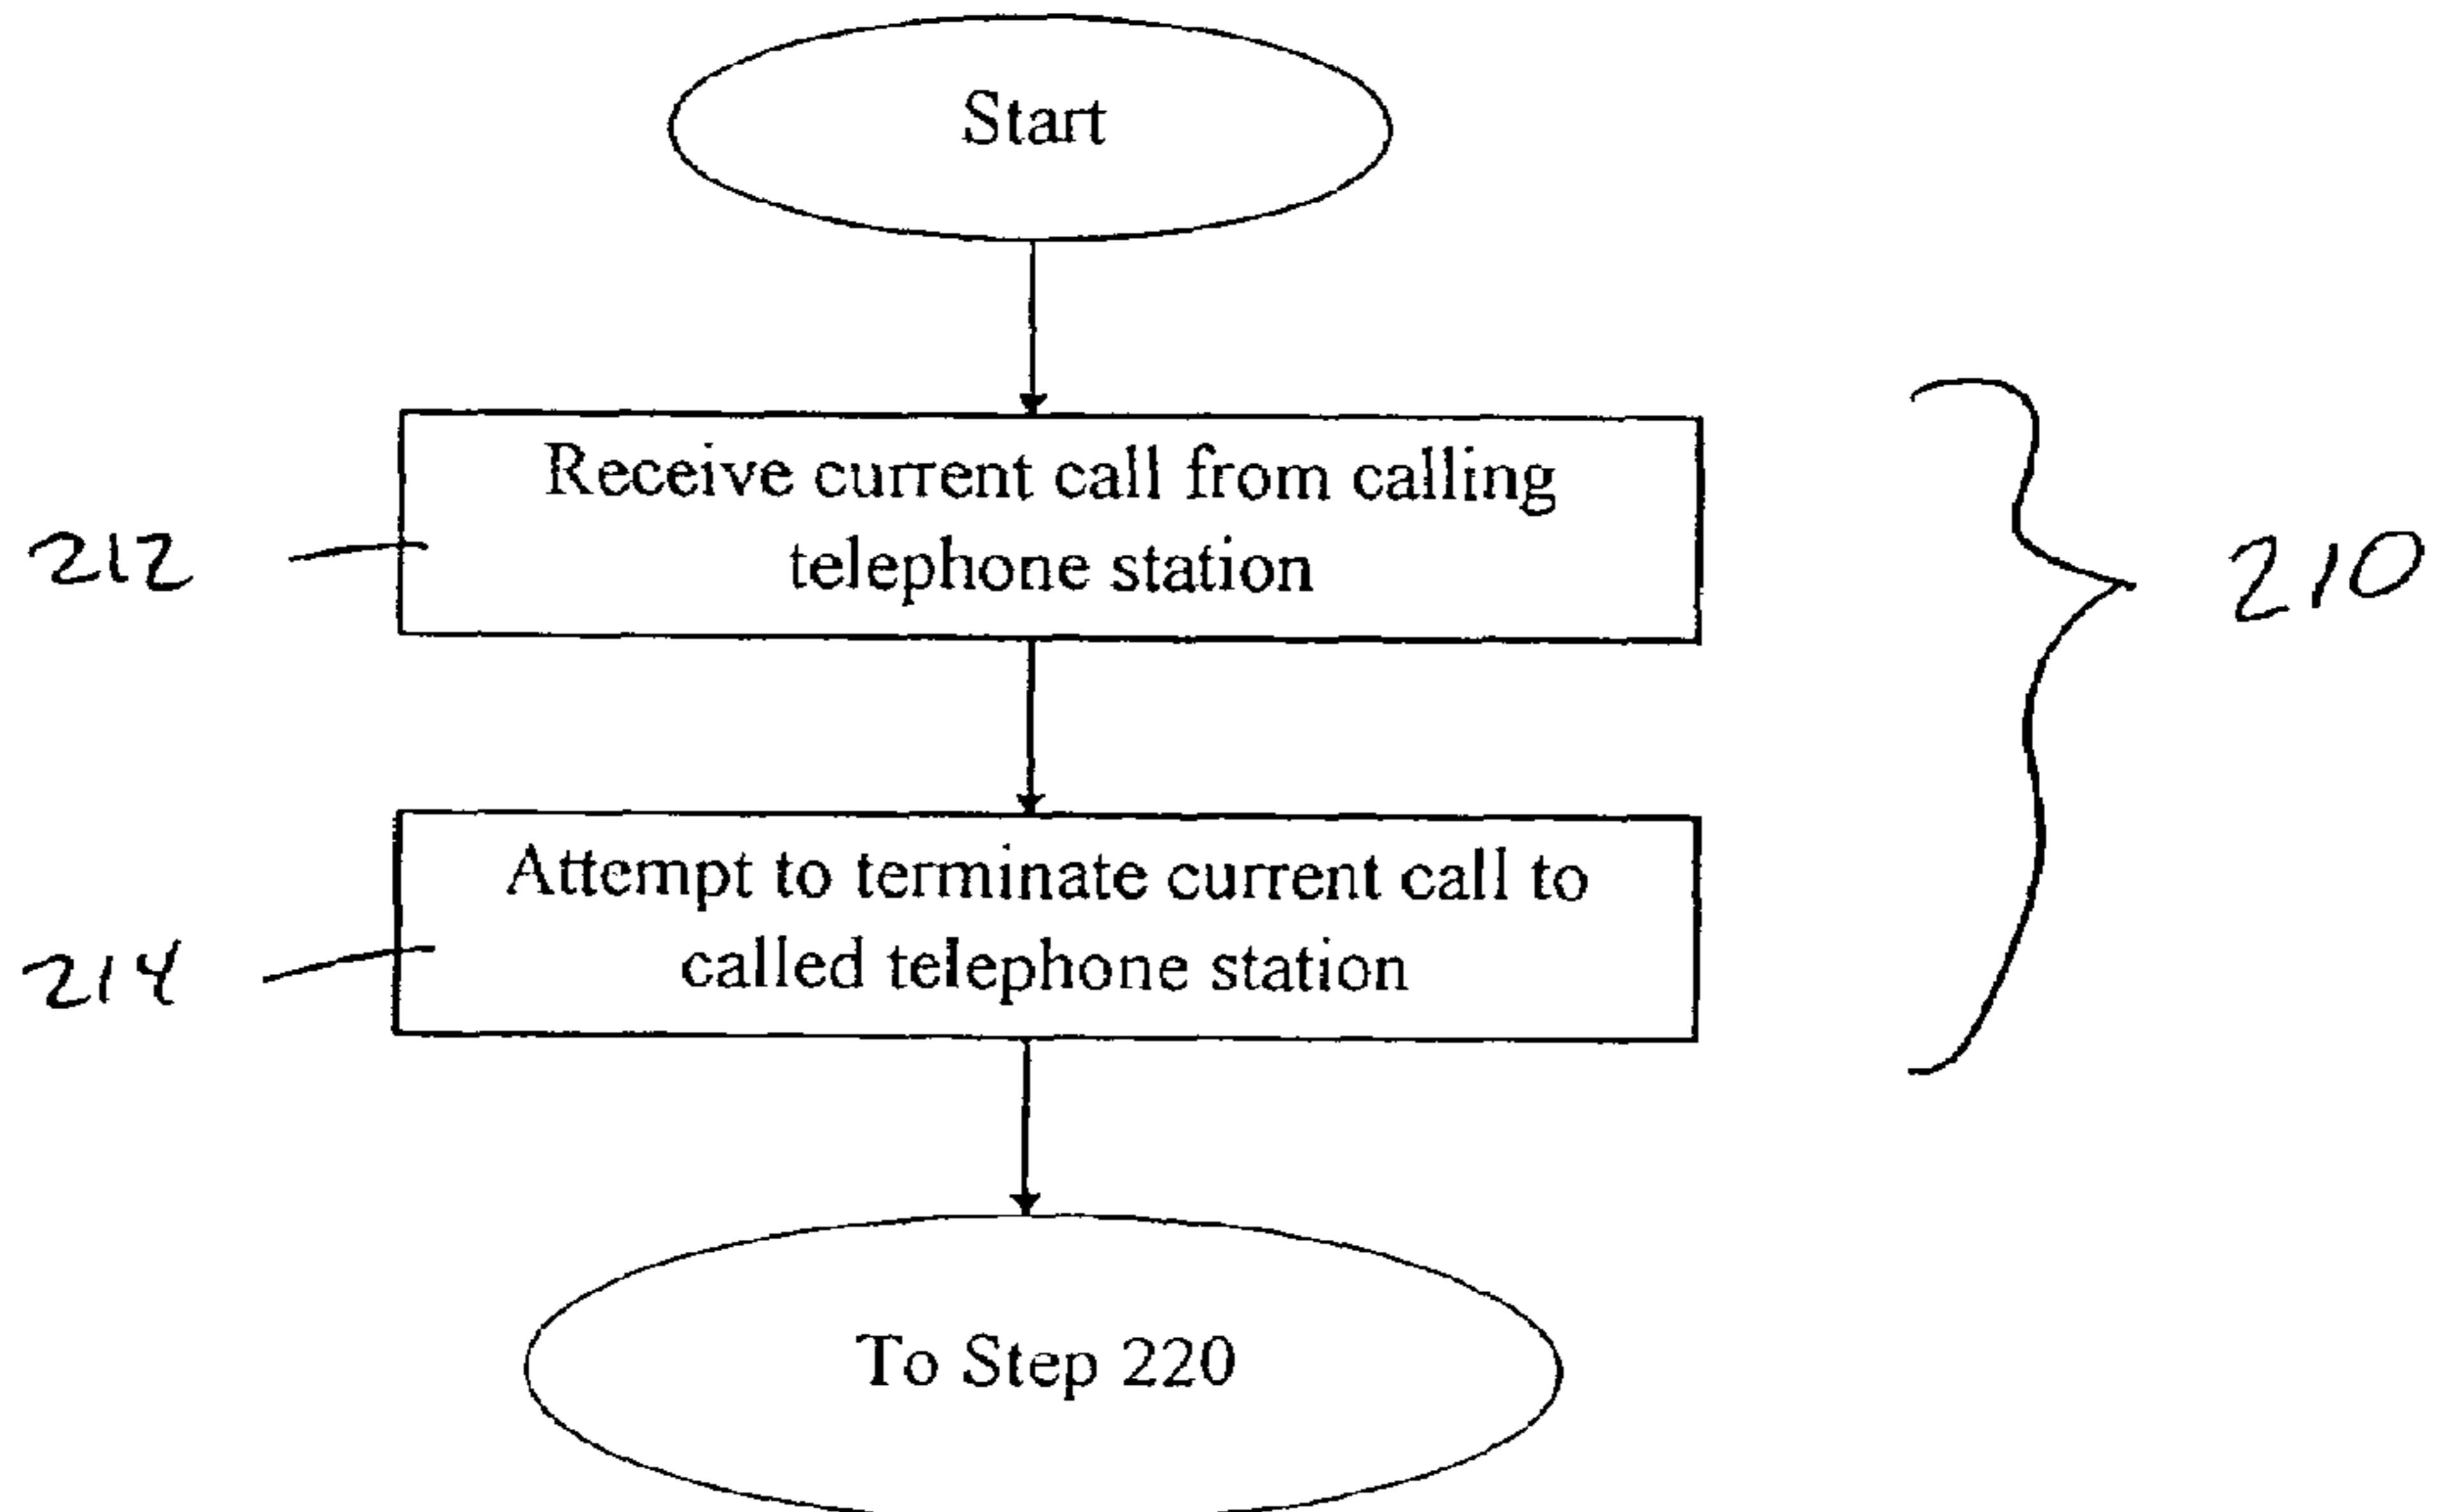 Start
Receive current call from calling
telephone station
212
210
Attempt to terminate current call to
called telephone station
214
To Step 220